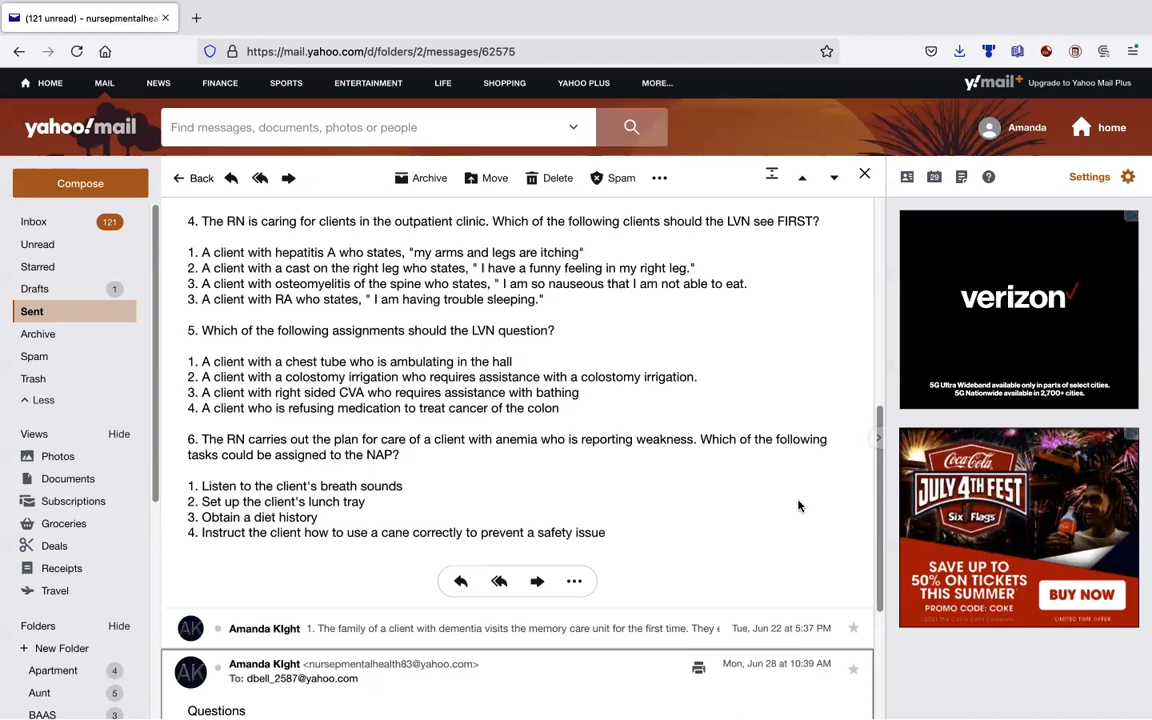 (121 unread) - nursepmentalhea
https://mail.yahoo.com/d/folders/2/messages/62575
HOME MAIL NEWS FINANCE SPORTS ENTERTAINMENT LIFE SHOPPING YAHOO PLUS MORE... y!mail+ Upgrade to Yahoo Mail Plus
yahoo!mail Find messages, documents, photos or people Amanda home
Compose Back Archive Move Delete Spam 29 Settings
Inbox 121
Unread
Starred
Drafts 1
Sent
Archive
Spam
Trash
Less
Views Hide
Photos
Documents
Subscriptions
Groceries
Deals
Receipts
Travel
Folders Hide
+ New Folder
Apartment 4
Aunt 5
BAAS 3
4. The RN is caring for clients in the outpatient clinic. Which of the following clients should the LVN see FIRST?
1. A client with hepatitis A who states, "my arms and legs are itching"
2. A client with a cast on the right leg who states, " I have a funny feeling in my right leg."
3. A client with osteomyelitis of the spine who states, " I am so nauseous that I am not able to eat.
3. A client with RA who states, " I am having trouble sleeping."
5. Which of the following assignments should the LVN question?
1. A client with a chest tube who is ambulating in the hall
2. A client with a colostomy irrigation who requires assistance with a colostomy irrigation.
3. A client with right sided CVA who requires assistance with bathing
4. A client who is refusing medication to treat cancer of the colon
6. The RN carries out the plan for care of a client with anemia who is reporting weakness. Which of the following
tasks could be assigned to the NAP?
1. Listen to the client's breath sounds
2. Set up the client's lunch tray
3. Obtain a diet history
4. Instruct the client how to use a cane correctly to prevent a safety issue
AK Amanda KIght 1. The family of a client with dementia visits the memory care unit for the first time. They e Tue, Jun 22 at 5:37 PM
AK Amanda KIght <nursepmentalhealth83@yahoo.com> Mon, Jun 28 at 10:39 AM
To: dbell_2587@yahoo.com
Questions
verizon
5G Ultra Wideband available only in parts of select cities.
5G Nationwide available in 2,700+ cities.
Coca-Cola
JULY 4TH FEST
Six Flags
SAVE UP TO
50% ON TICKETS
THIS SUMMER
BUY NOW
PROMO CODE: COKE
LIMITED TIME OFFER